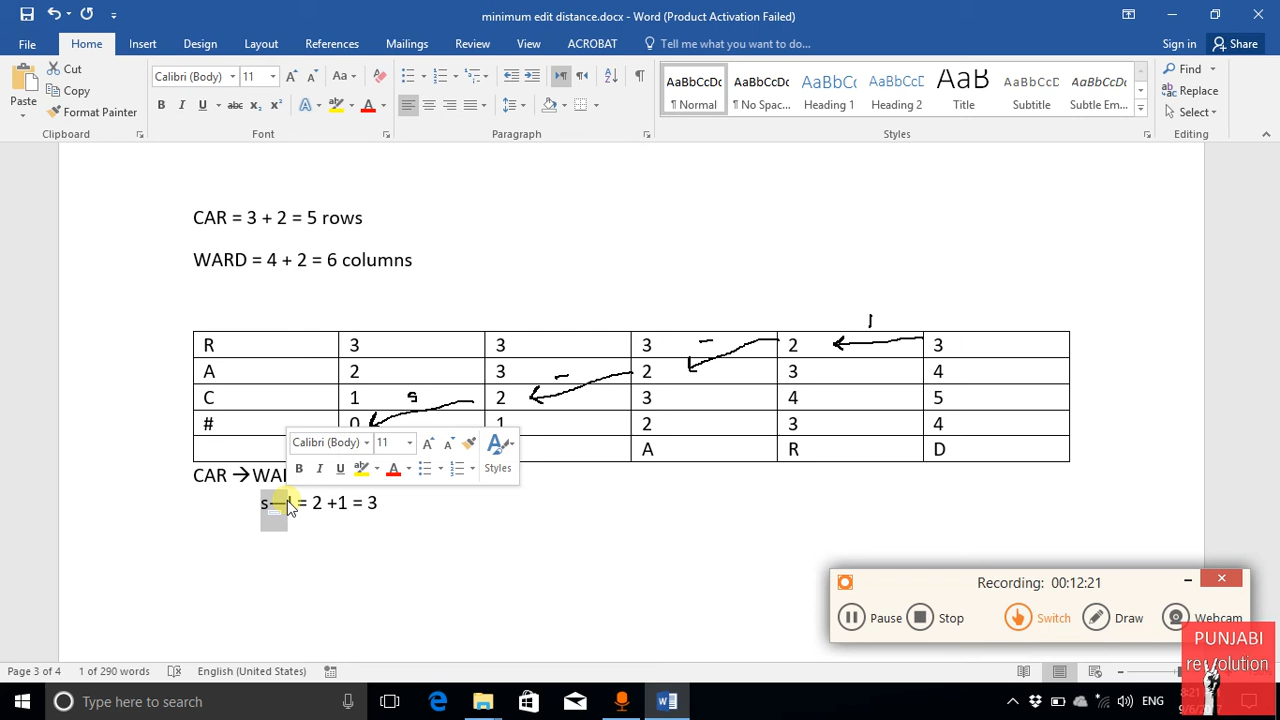 minimum edit distance.docx - Word (Product Activation Failed)
File Home Insert Design Layout References Mailings Review View ACROBAT Tell me what you want to do... Sign in Share
Paste
Cut
Copy
Format Painter
Calibri (Body) 11
AaBbCcDc AaBbCcDc AaBbCc AaBbCcD AaB AaBbCcD AaBbCcDc
¶ Normal ¶ No Spac... Heading 1 Heading 2 Title Subtitle Subtle Em...
Find
Replace
Select
Clipboard Font Paragraph Styles Editing
CAR = 3 + 2 = 5 rows
WARD = 4 + 2 = 6 columns
I
R 3 3 3 – 2 3
A 2 3 – 2 3 4
C 1 s 2 3 4 5
# 0 1 2 3 4
A R D
Calibri (Body) 11
B I U A Styles
CAR → WAR
s--I = 2 +1 = 3
Recording: 00:12:21
Pause Stop Switch Draw Webcam
PUNJABI
revolution
Page 3 of 4 1 of 290 words English (United States)
Type here to search
ENG
9/6/2017